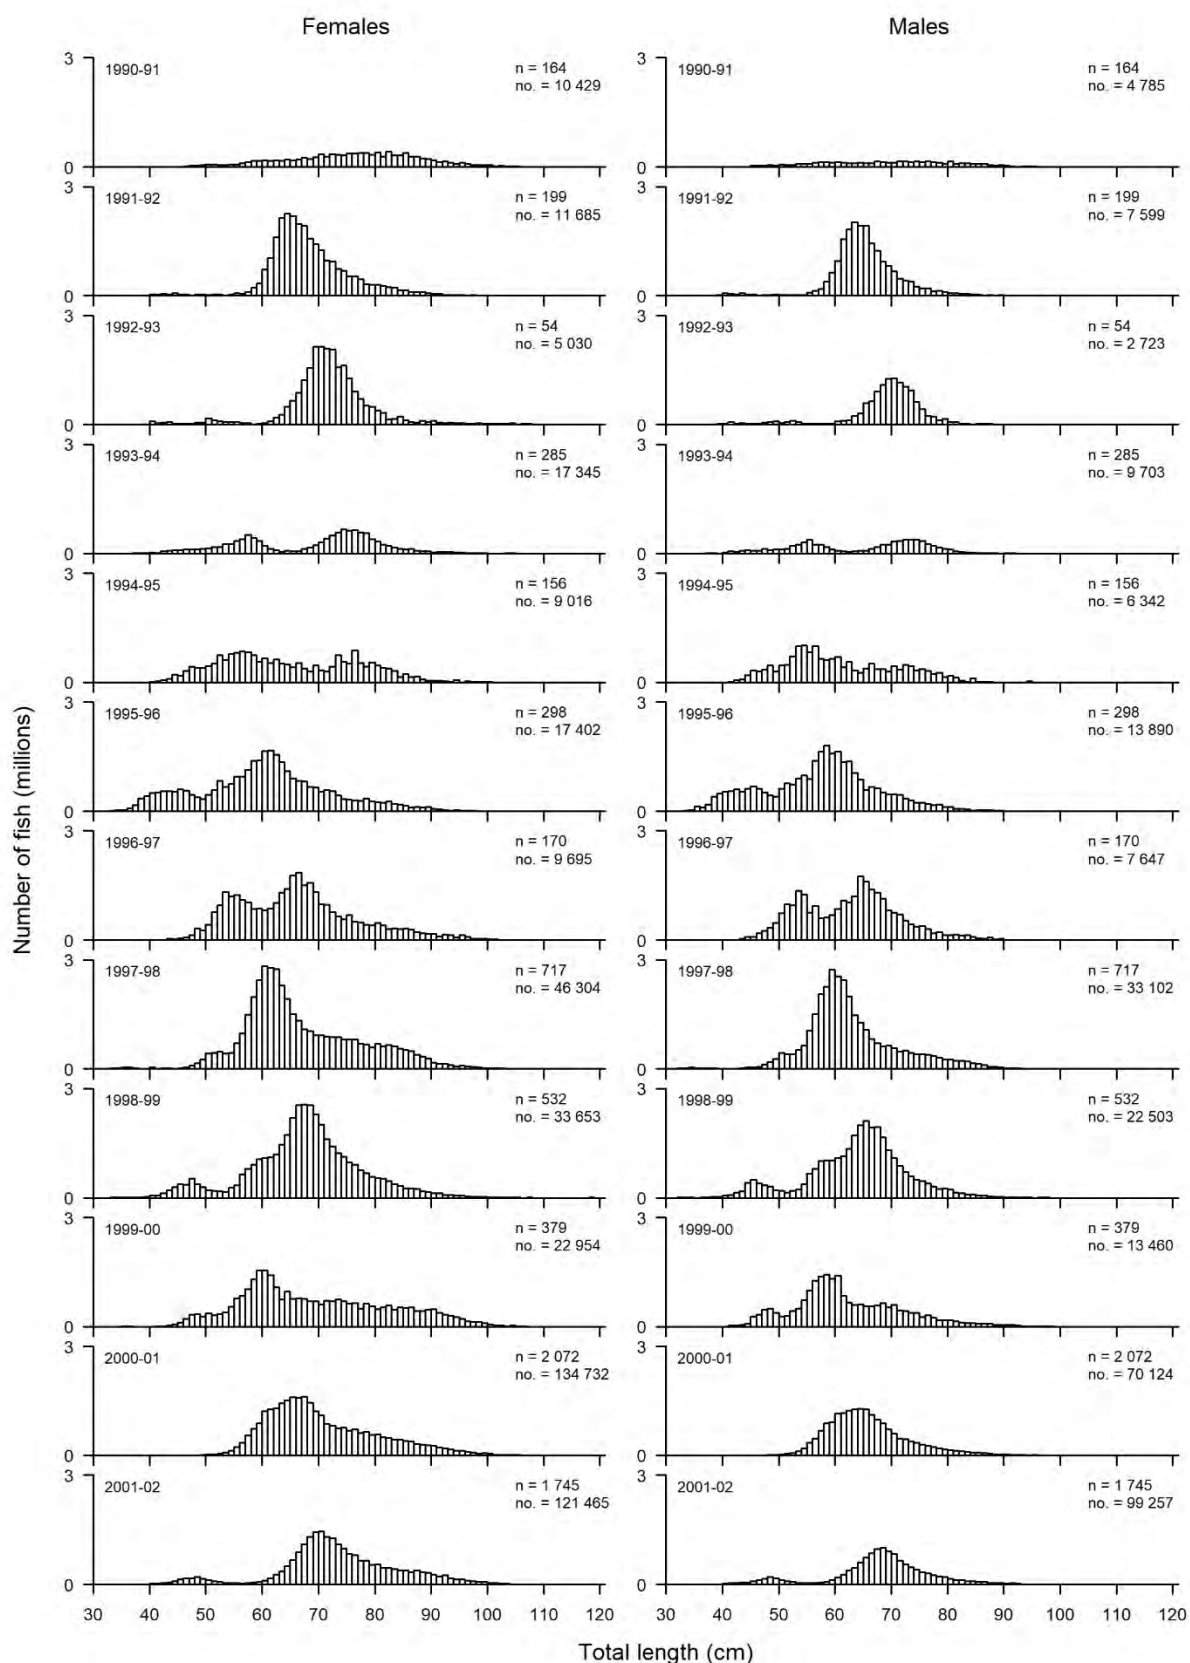 Females
Males
3
0
1990-91
n = 164
no. = 10 429
3
0
1990-91
n = 164
no. = 4 785
3
0
1991-92
n = 199
no. = 11 685
3
0
1991-92
n = 199
no. = 7 599
3
0
1992-93
n = 54
no. = 5 030
3
0
1992-93
n = 54
no. = 2 723
3
0
1993-94
n = 285
no. = 17 345
3
0
1993-94
n = 285
no. = 9 703
3
0
1994-95
n = 156
no. = 9 016
3
0
1994-95
n = 156
no. = 6 342
3
0
1995-96
n = 298
no. = 17 402
3
0
1995-96
n = 298
no. = 13 890
3
0
1996-97
n = 170
no. = 9 695
3
0
1996-97
n = 170
no. = 7 647
3
0
1997-98
n = 717
no. = 46 304
3
0
1997-98
n = 717
no. = 33 102
3
0
1998-99
n = 532
no. = 33 653
3
0
1998-99
n = 532
no. = 22 503
3
0
1999-00
n = 379
no. = 22 954
3
0
1999-00
n = 379
no. = 13 460
3
0
2000-01
n = 2 072
no. = 134 732
3
0
2000-01
n = 2 072
no. = 70 124
3
0
2001-02
n = 1 745
no. = 121 465
3
0
2001-02
n = 1 745
no. = 99 257
30 40 50 60 70 80 90 100 110 120
30 40 50 60 70 80 90 100 110 120
Number of fish (millions)
Total length (cm)